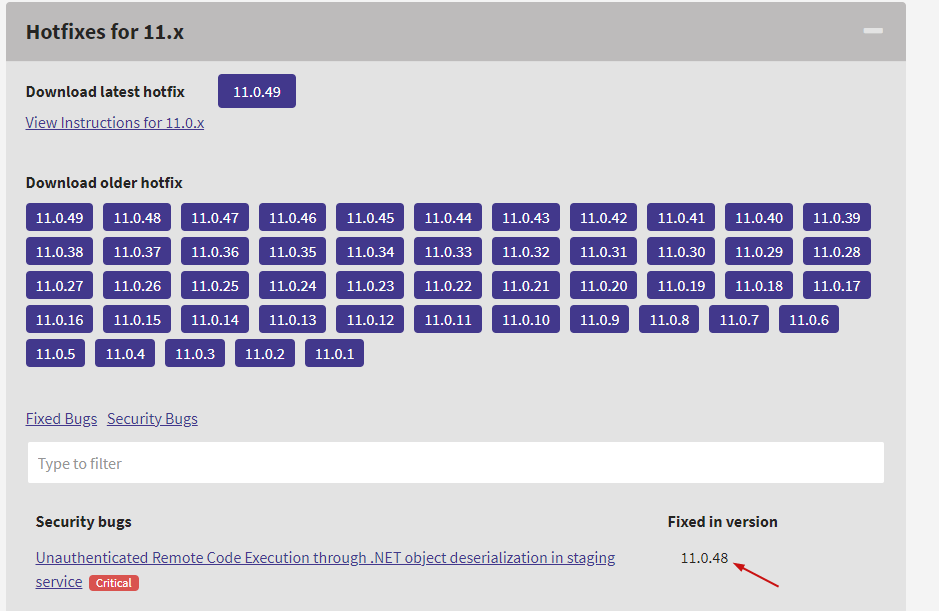 Hotfixes for 11.x
Download latest hotfix 11.0.49
View Instructions for 11.0.x
Download older hotfix
11.0.49 11.0.48 11.0.47 11.0.46 11.0.45 11.0.44 11.0.43 11.0.42 11.0.41 11.0.40 11.0.39
11.0.38 11.0.37 11.0.36 11.0.35 11.0.34 11.0.33 11.0.32 11.0.31 11.0.30 11.0.29 11.0.28
11.0.27 11.0.26 11.0.25 11.0.24 11.0.23 11.0.22 11.0.21 11.0.20 11.0.19 11.0.18 11.0.17
11.0.16 11.0.15 11.0.14 11.0.13 11.0.12 11.0.11 11.0.10 11.0.9 11.0.8 11.0.7 11.0.6
11.0.5 11.0.4 11.0.3 11.0.2 11.0.1
Fixed Bugs Security Bugs
Type to filter
Security bugs Fixed in version
Unauthenticated Remote Code Execution through .NET object deserialization in staging 11.0.48
service Critical